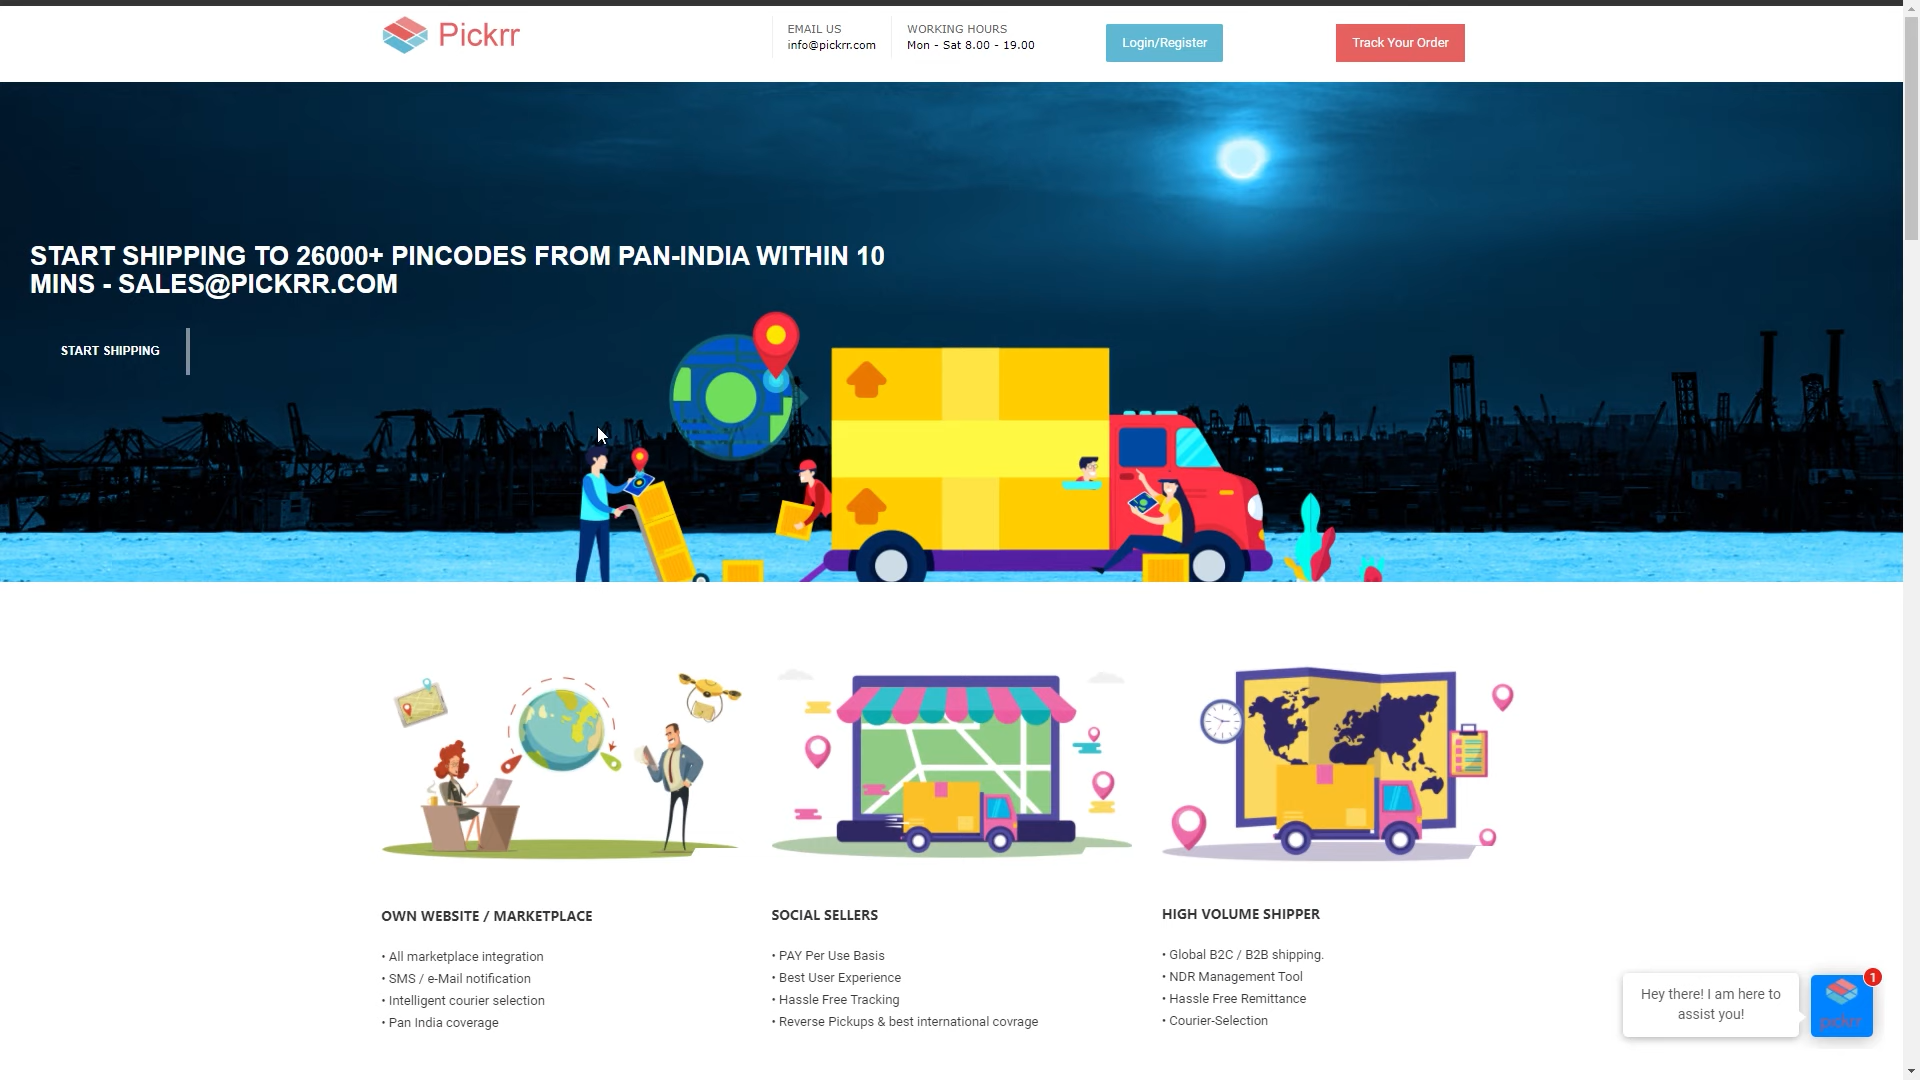 Pickrr
EMAIL US
info@pickrr.com
WORKING HOURS
Mon - Sat 8.00 - 19.00
Login/Register
Track Your Order
START SHIPPING TO 26000+ PINCODES FROM PAN-INDIA WITHIN 10
MINS - SALES@PICKRR.COM
START SHIPPING
OWN WEBSITE / MARKETPLACE
• All marketplace integration
• SMS / e-Mail notification
• Intelligent courier selection
• Pan India coverage
SOCIAL SELLERS
• PAY Per Use Basis
• Best User Experience
• Hassle Free Tracking
• Reverse Pickups & best international covrage
HIGH VOLUME SHIPPER
• Global B2C / B2B shipping.
• NDR Management Tool
• Hassle Free Remittance
• Courier-Selection
Hey there! I am here to
assist you!
1
pickrr